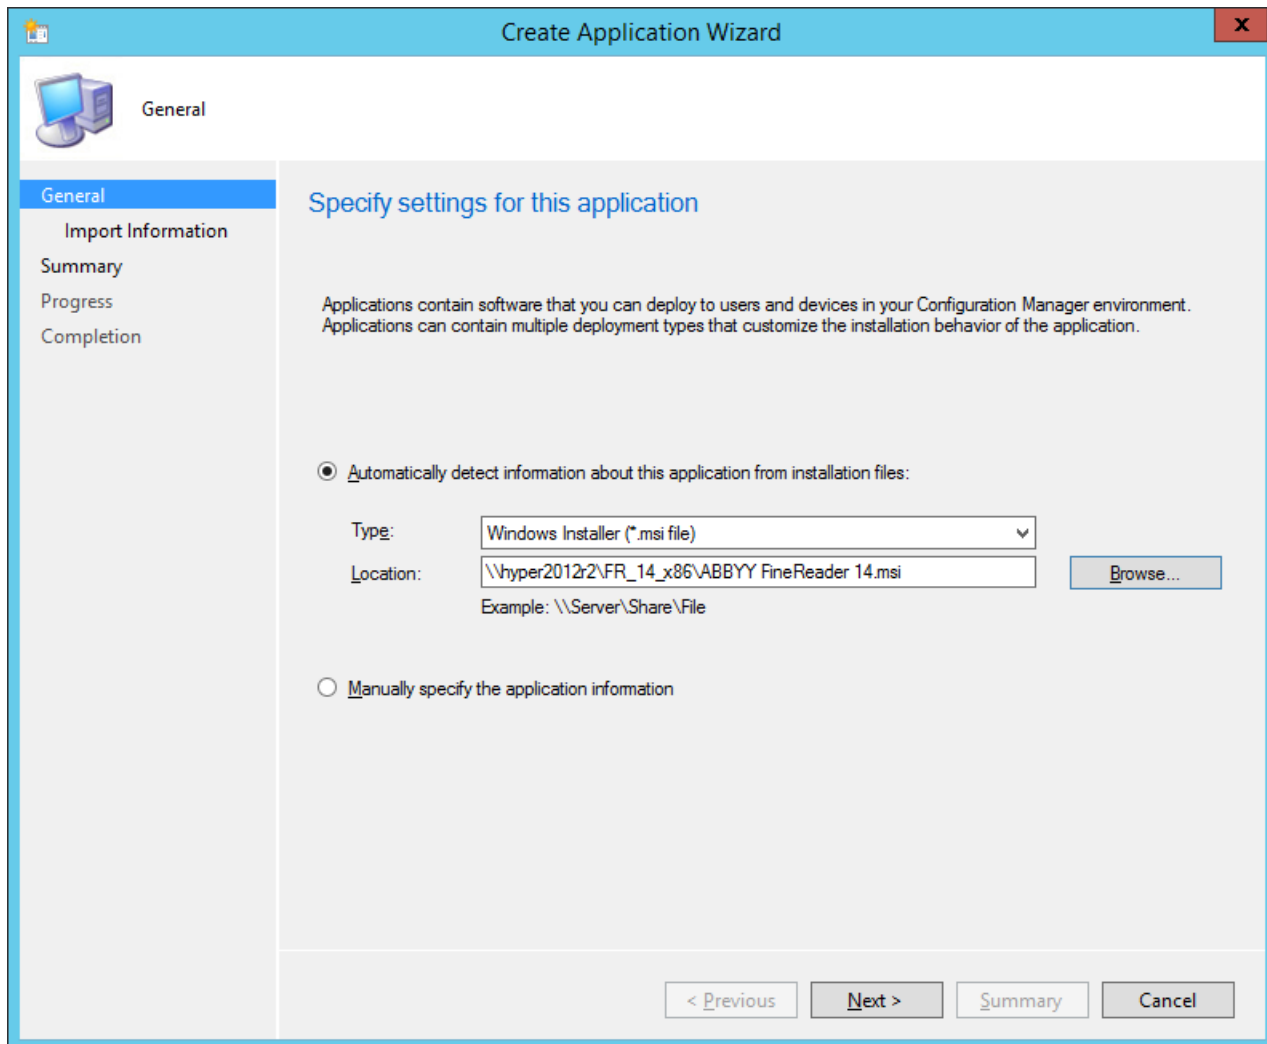 Create Application Wizard
X
General
General
Import Information
Summary
Progress
Completion
Specify settings for this application
Applications contain software that you can deploy to users and devices in your Configuration Manager environment.
Applications can contain multiple deployment types that customize the installation behavior of the application.
Automatically detect information about this application from installation files:
Type: Windows Installer (*.msi file)
Location: \\hyper2012r2\FR_14_x86\ABBYY FineReader 14.msi Browse...
Example: \\Server\Share\File
Manually specify the application information
< Previous Next > Summary Cancel